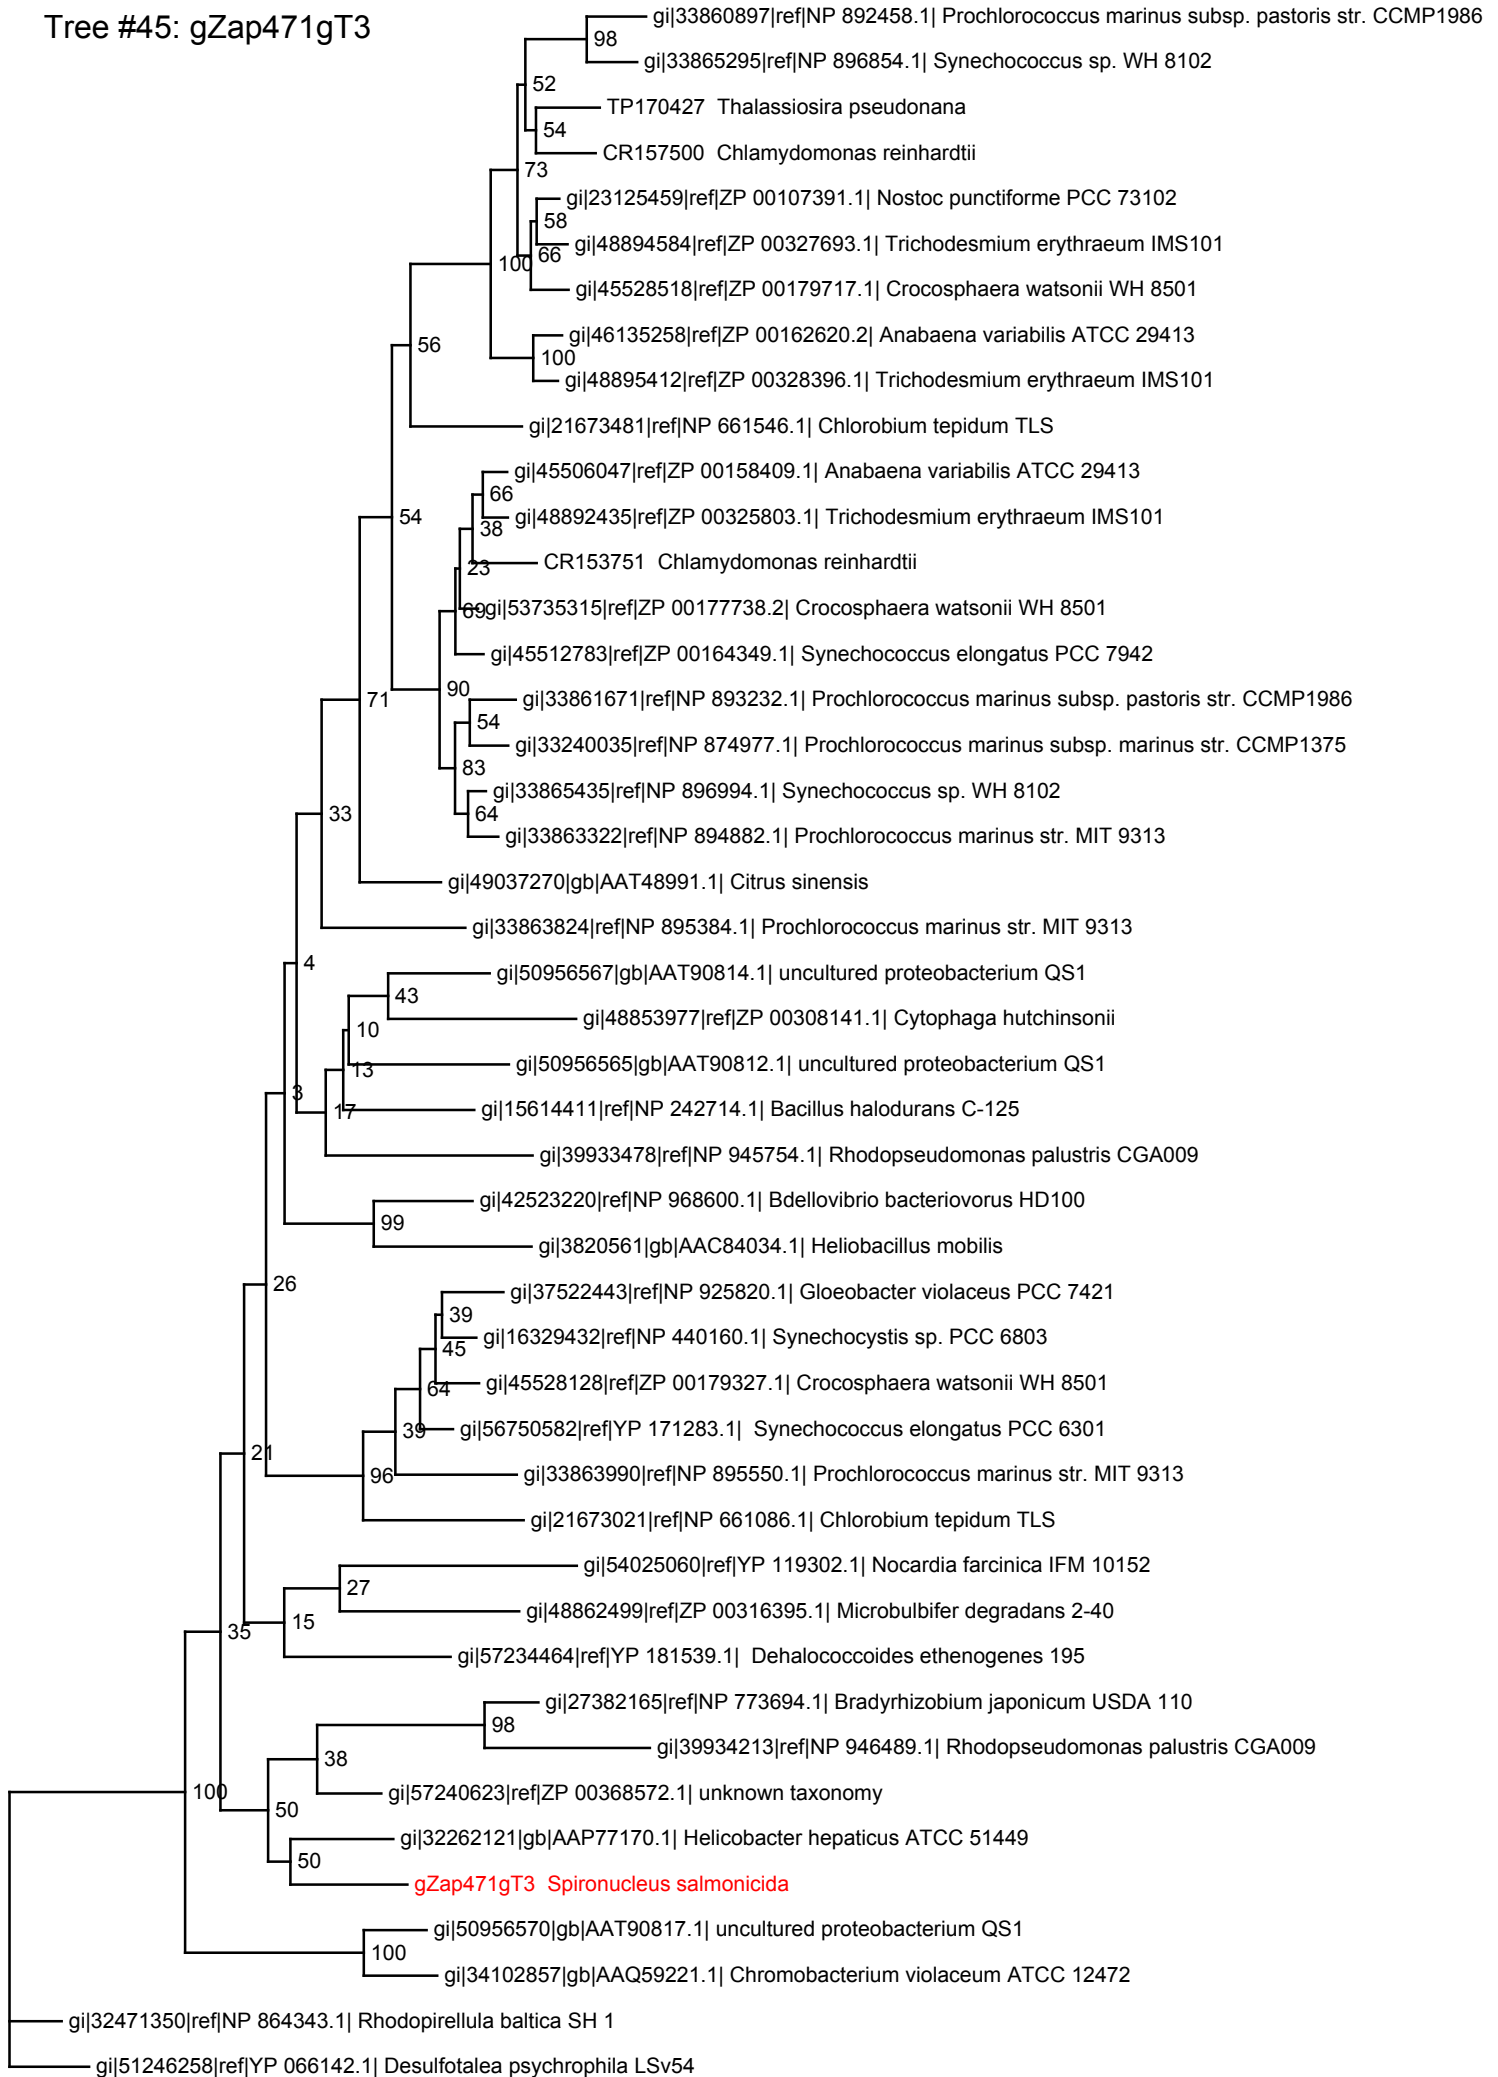 Tree #45: gZap471gT3
gi|33860897|ref|NP 892458.1| Prochlorococcus marinus subsp. pastoris str. CCMP1986
98
gi|33865295|ref|NP 896854.1| Synechococcus sp. WH 8102
52
TP170427 Thalassiosira pseudonana
54
CR157500 Chlamydomonas reinhardtii
73
gi|23125459|ref|ZP 00107391.1| Nostoc punctiforme PCC 73102
58
gi|48894584|ref|ZP 00327693.1| Trichodesmium erythraeum IMS101
66
100
gi|45528518|ref|ZP 00179717.1| Crocosphaera watsonii WH 8501
gi|46135258|ref|ZP 00162620.2| Anabaena variabilis ATCC 29413
56
100
gi|48895412|ref|ZP 00328396.1| Trichodesmium erythraeum IMS101
gi|21673481|ref|NP 661546.1| Chlorobium tepidum TLS
gi|45506047|ref|ZP 00158409.1| Anabaena variabilis ATCC 29413
66
54
gi|48892435|ref|ZP 00325803.1| Trichodesmium erythraeum IMS101
38
CR153751 Chlamydomonas reinhardtii
23
gi|53735315|ref|ZP 00177738.2| Crocosphaera watsonii WH 8501
69
gi|45512783|ref|ZP 00164349.1| Synechococcus elongatus PCC 7942
90
71
gi|33861671|ref|NP 893232.1| Prochlorococcus marinus subsp. pastoris str. CCMP1986
54
gi|33240035|ref|NP 874977.1| Prochlorococcus marinus subsp. marinus str. CCMP1375
83
gi|33865435|ref|NP 896994.1| Synechococcus sp. WH 8102
33
64
gi|33863322|ref|NP 894882.1| Prochlorococcus marinus str. MIT 9313
gi|49037270|gb|AAT48991.1| Citrus sinensis
gi|33863824|ref|NP 895384.1| Prochlorococcus marinus str. MIT 9313
4
gi|50956567|gb|AAT90814.1| uncultured proteobacterium QS1
43
gi|48853977|ref|ZP 00308141.1| Cytophaga hutchinsonii
10
gi|50956565|gb|AAT90812.1| uncultured proteobacterium QS1
13
3
gi|15614411|ref|NP 242714.1| Bacillus halodurans C-125
17
gi|39933478|ref|NP 945754.1| Rhodopseudomonas palustris CGA009
gi|42523220|ref|NP 968600.1| Bdellovibrio bacteriovorus HD100
99
gi|3820561|gb|AAC84034.1| Heliobacillus mobilis
26
gi|37522443|ref|NP 925820.1| Gloeobacter violaceus PCC 7421
39
gi|16329432|ref|NP 440160.1| Synechocystis sp. PCC 6803
45
gi|45528128|ref|ZP 00179327.1| Crocosphaera watsonii WH 8501
64
gi|56750582|ref|YP 171283.1| Synechococcus elongatus PCC 6301
39
21
gi|33863990|ref|NP 895550.1| Prochlorococcus marinus str. MIT 9313
96
gi|21673021|ref|NP 661086.1| Chlorobium tepidum TLS
gi|54025060|ref|YP 119302.1| Nocardia farcinica IFM 10152
27
gi|48862499|ref|ZP 00316395.1| Microbulbifer degradans 2-40
15
35
gi|57234464|ref|YP 181539.1| Dehalococcoides ethenogenes 195
gi|27382165|ref|NP 773694.1| Bradyrhizobium japonicum USDA 110
98
gi|39934213|ref|NP 946489.1| Rhodopseudomonas palustris CGA009
38
100
gi|57240623|ref|ZP 00368572.1| unknown taxonomy
50
gi|32262121|gb|AAP77170.1| Helicobacter hepaticus ATCC 51449
50
gZap471gT3 Spironucleus salmonicida
gi|50956570|gb|AAT90817.1| uncultured proteobacterium QS1
100
gi|34102857|gb|AAQ59221.1| Chromobacterium violaceum ATCC 12472
gi|32471350|ref|NP 864343.1| Rhodopirellula baltica SH 1
gi|51246258|ref|YP 066142.1| Desulfotalea psychrophila LSv54